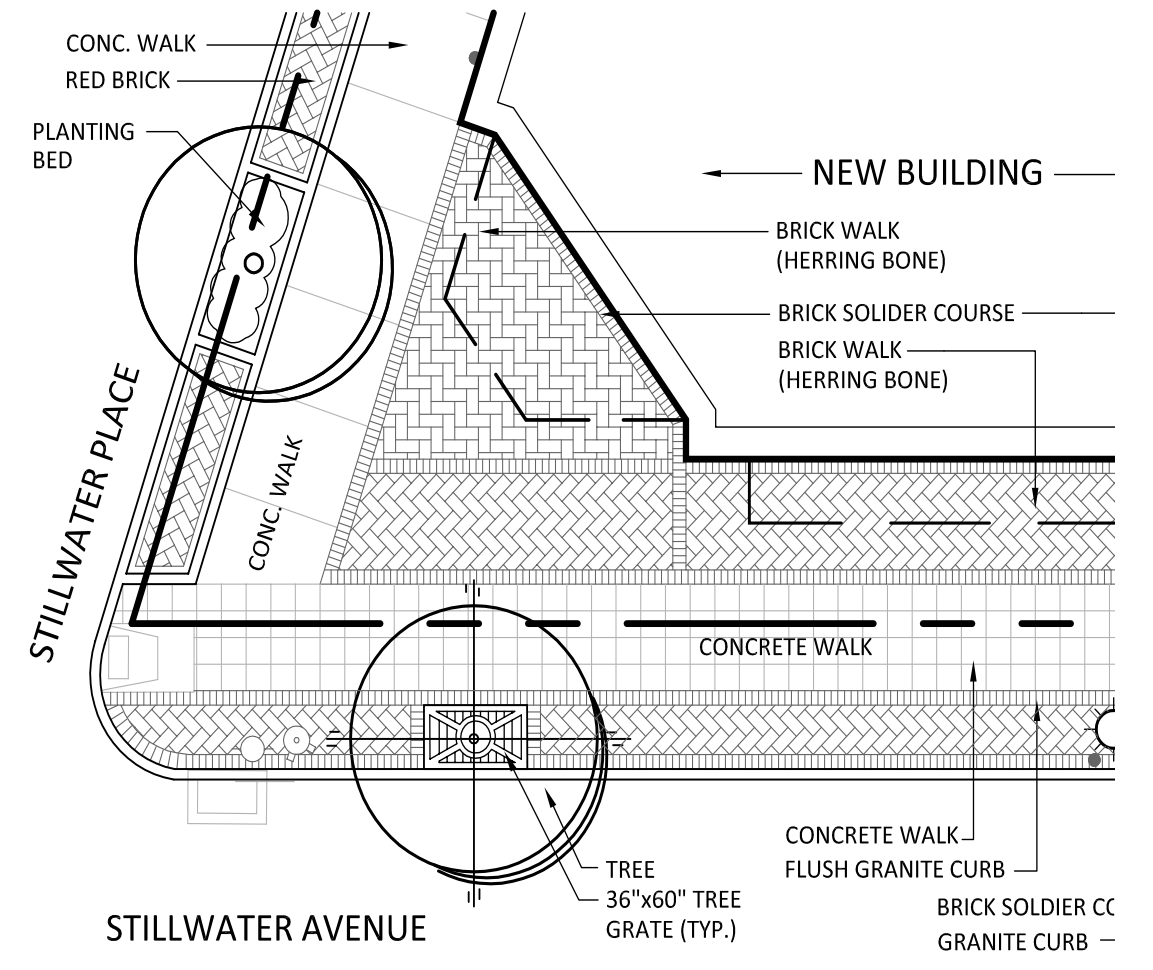 CONC. WALK
RED BRICK
PLANTING
BED
NEW BUILDING
BRICK WALK
(HERRING BONE)
BRICK SOLIDER COURSE
BRICK WALK
(HERRING BONE)
STILLWATER PLACE
CONC. WALK
CONCRETE WALK
CONCRETE WALK
FLUSH GRANITE CURB
TREE
36"x60" TREE
GRATE (TYP.)
BRICK SOLDIER
GRANITE CURB
STILLWATER AVENUE